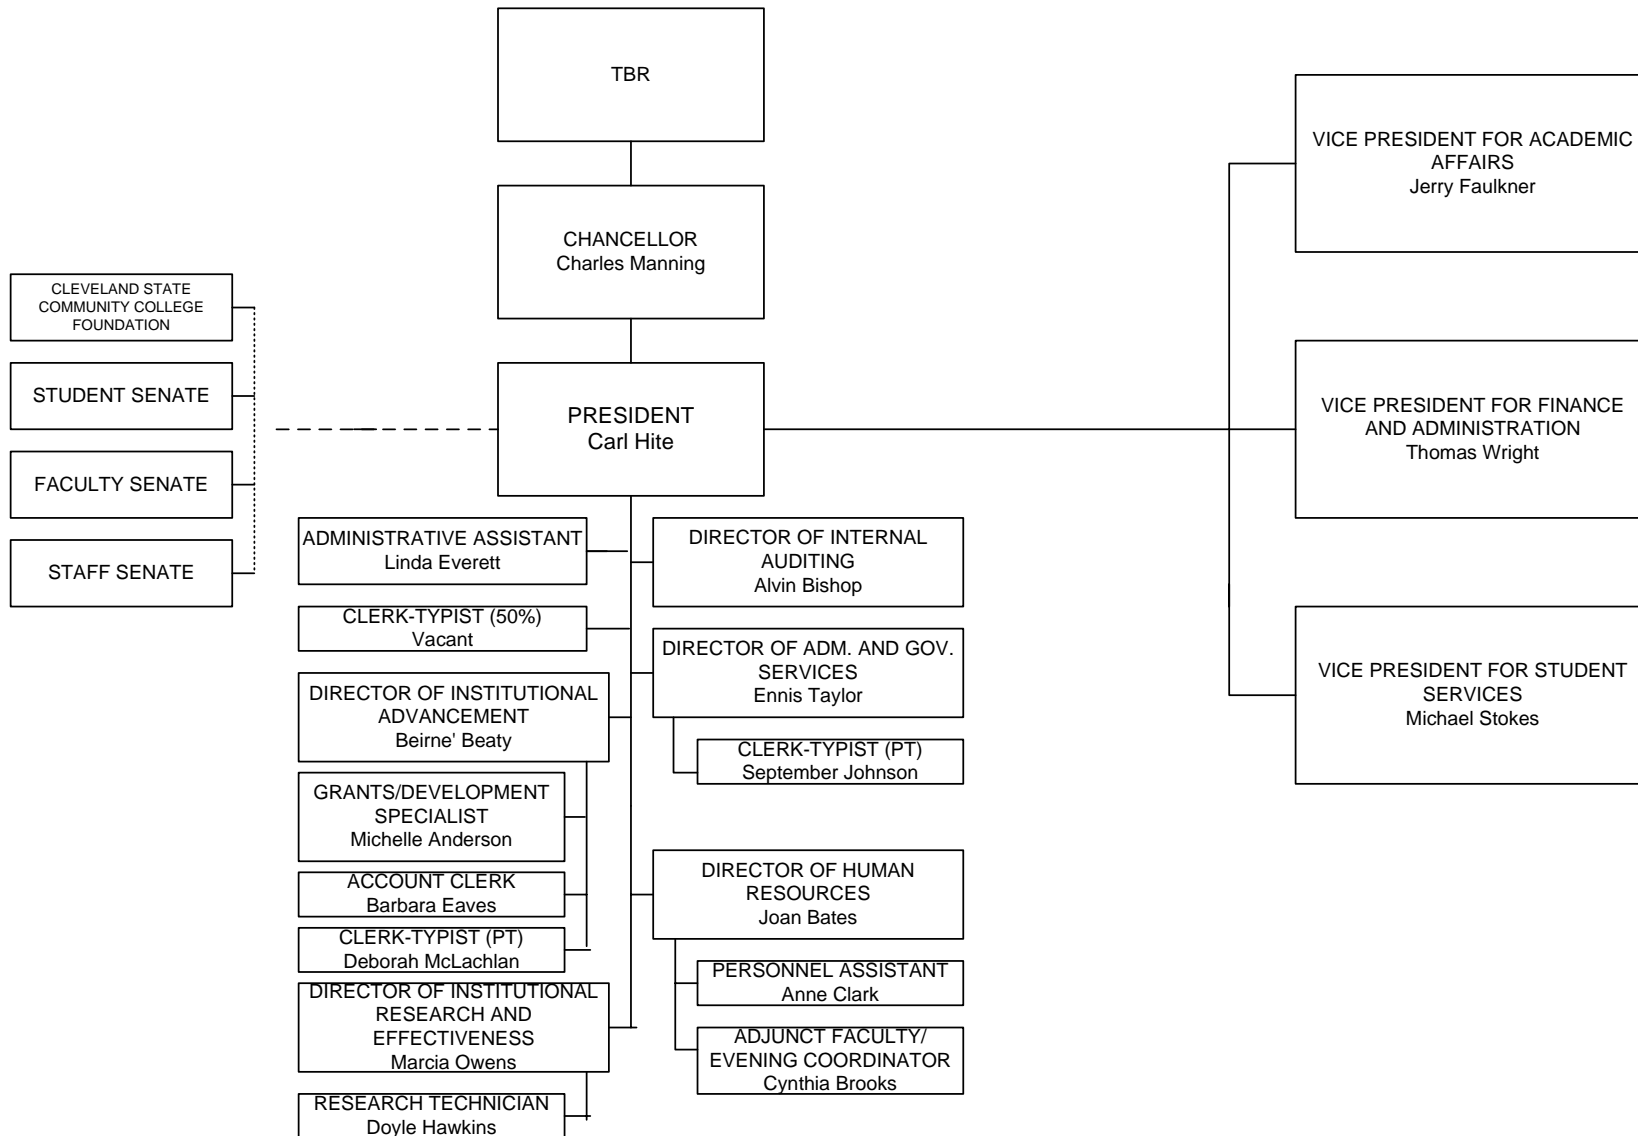 TBR
CHANCELLOR
Charles Manning
PRESIDENT
Carl Hite
CLEVELAND STATE
COMMUNITY COLLEGE
FOUNDATION
STUDENT SENATE
FACULTY SENATE
STAFF SENATE
VICE PRESIDENT FOR ACADEMIC
AFFAIRS
Jerry Faulkner
VICE PRESIDENT FOR FINANCE
AND ADMINISTRATION
Thomas Wright
VICE PRESIDENT FOR STUDENT
SERVICES
Michael Stokes
ADMINISTRATIVE ASSISTANT
Linda Everett
CLERK-TYPIST (50%)
Vacant
DIRECTOR OF INSTITUTIONAL
ADVANCEMENT
Beirne' Beaty
GRANTS/DEVELOPMENT
SPECIALIST
Michelle Anderson
ACCOUNT CLERK
Barbara Eaves
CLERK-TYPIST (PT)
Deborah McLachlan
DIRECTOR OF INSTITUTIONAL
RESEARCH AND
EFFECTIVENESS
Marcia Owens
RESEARCH TECHNICIAN
Doyle Hawkins
DIRECTOR OF INTERNAL
AUDITING
Alvin Bishop
DIRECTOR OF ADM. AND GOV.
SERVICES
Ennis Taylor
CLERK-TYPIST (PT)
September Johnson
DIRECTOR OF HUMAN
RESOURCES
Joan Bates
PERSONNEL ASSISTANT
Anne Clark
ADJUNCT FACULTY/
EVENING COORDINATOR
Cynthia Brooks